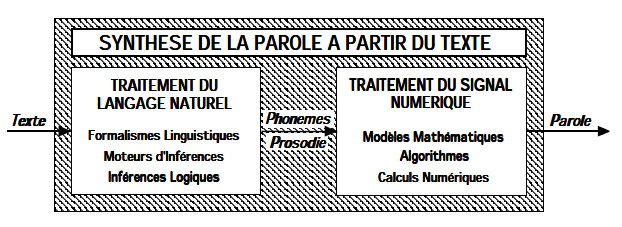 SYNTHESE DE LA PAROLE A PARTIR DU TEXTE
TRAITEMENT DU
LANGAGE NATUREL
Formalismes Linguistiques
Moteurs d'Inférences
Inférences Logiques
TRAITEMENT DU SIGNAL
NUMERIQUE
Modèles Mathématiques
Algorithmes
Calculs Numériques
Texte
Phonemes
Prosodie
Parole